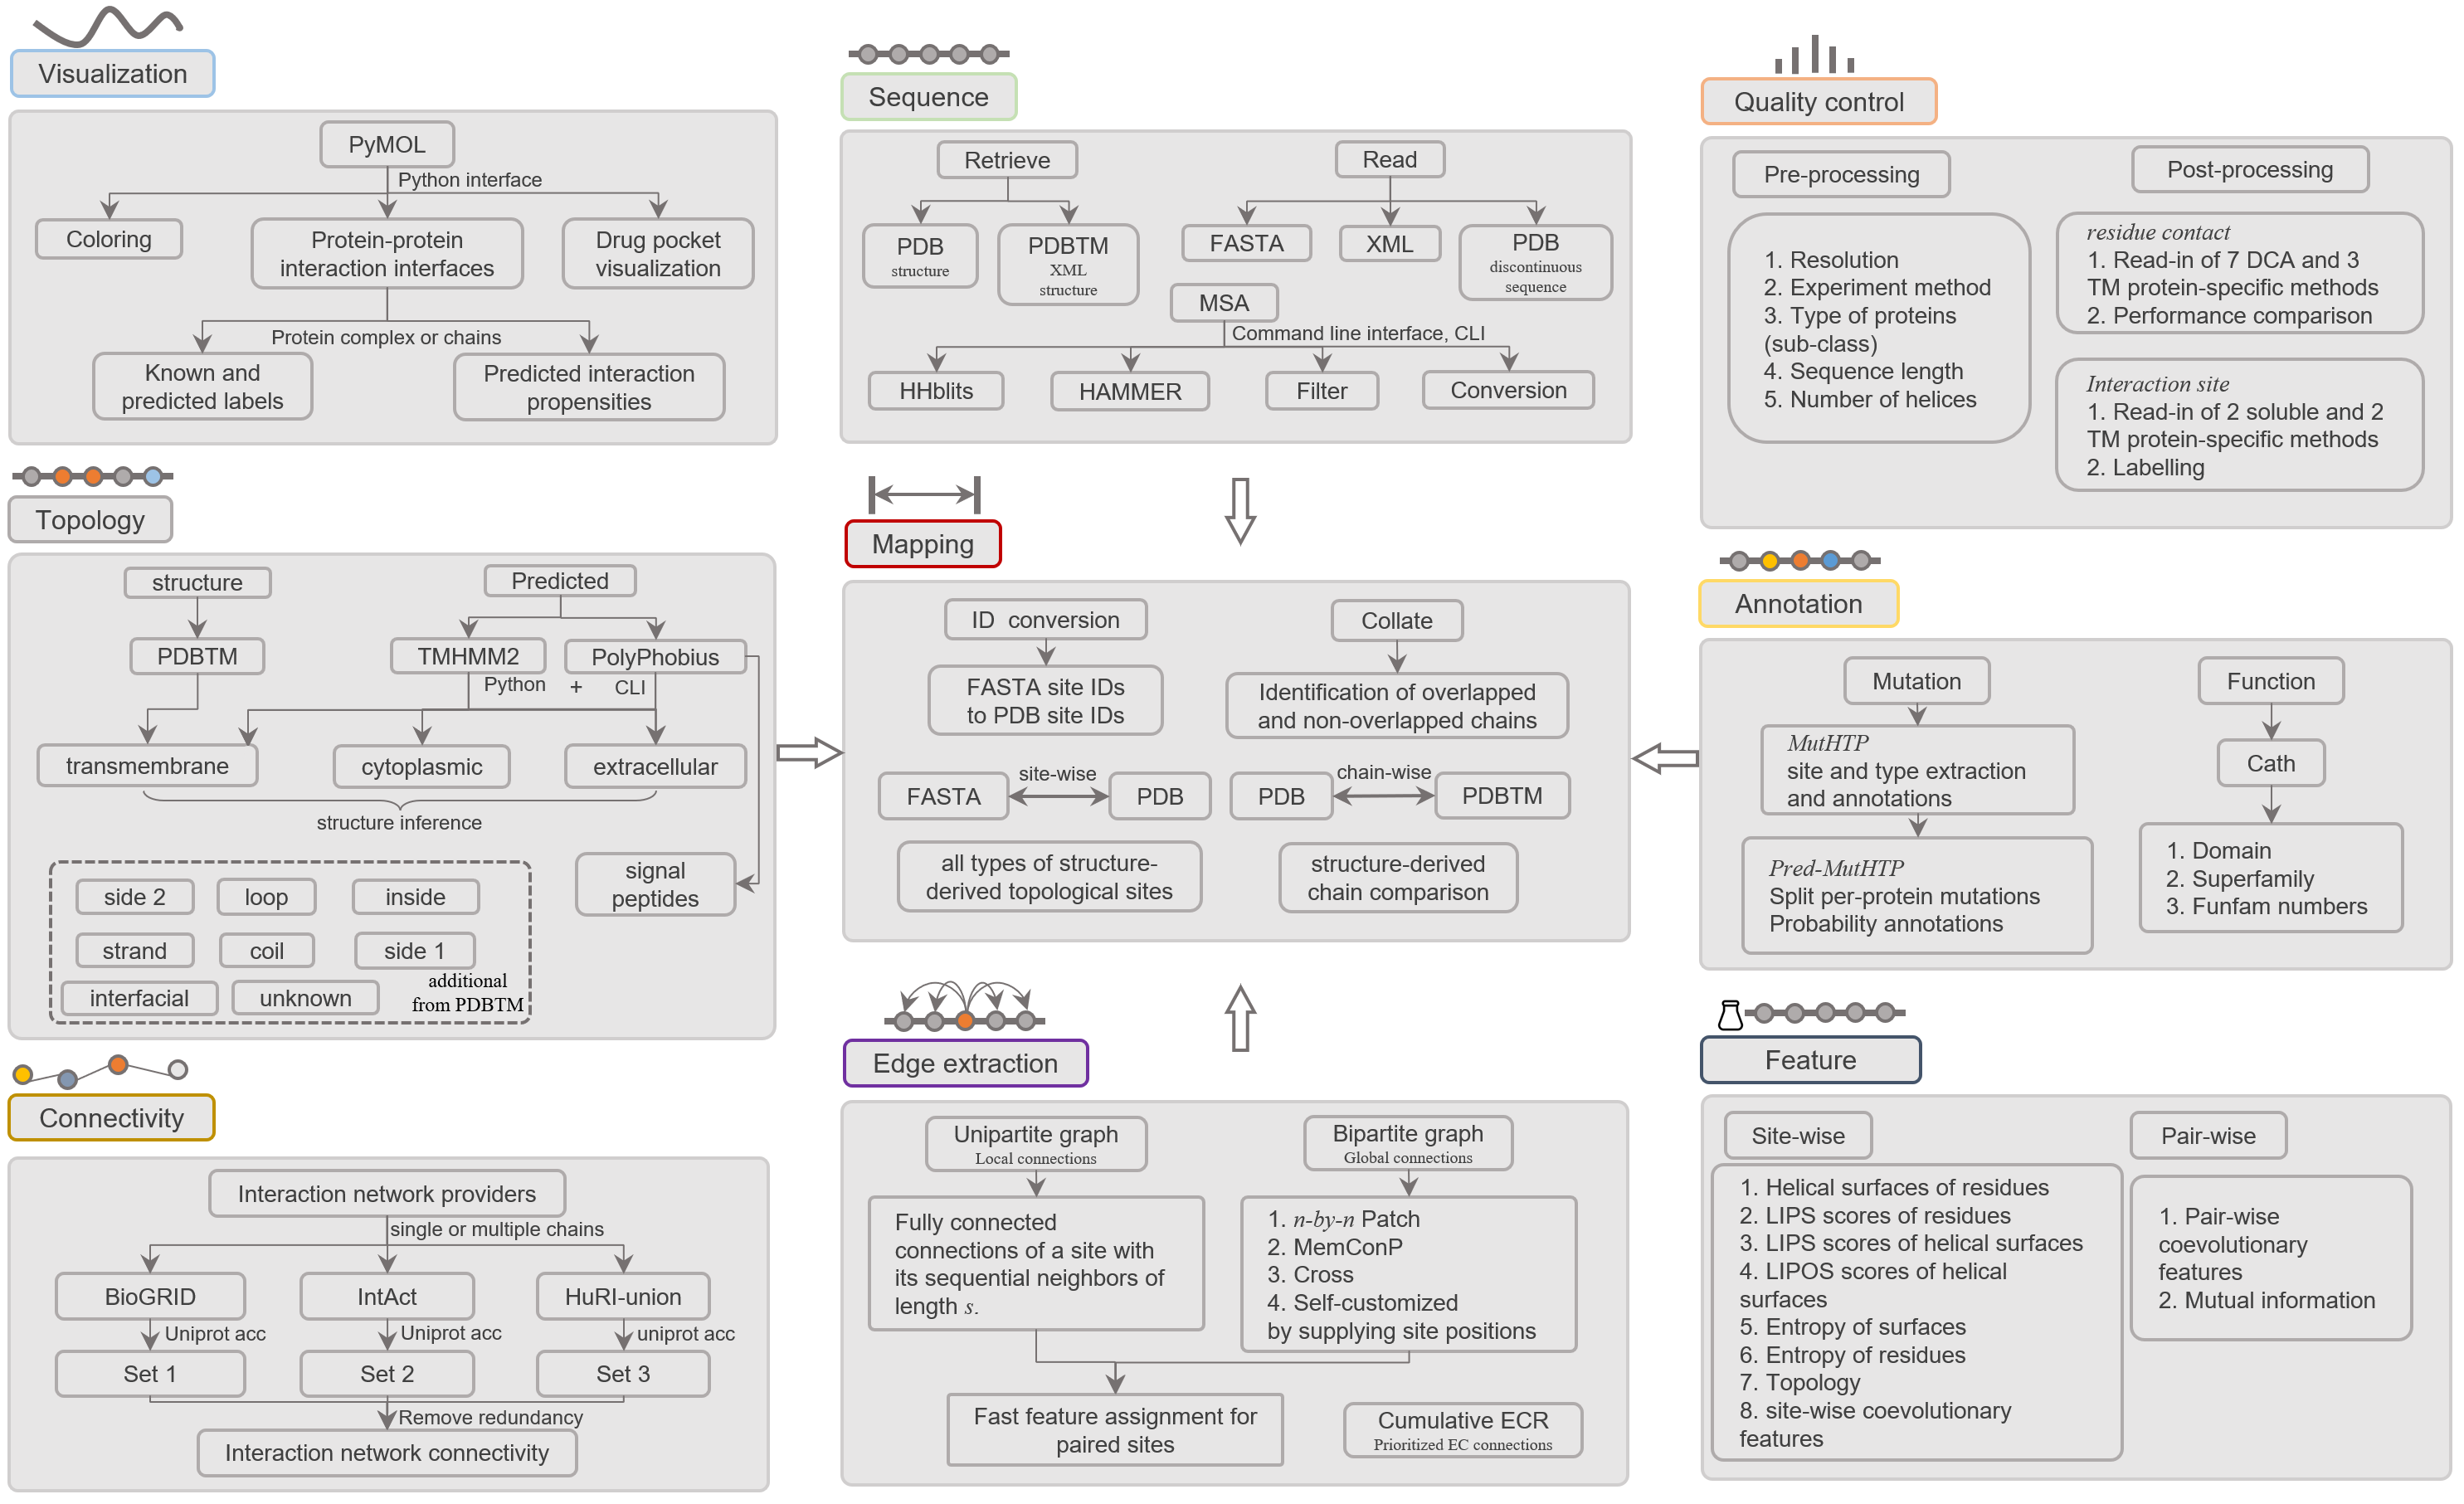 Visualization
PyMOL
Python interface
Coloring
Protein-protein
interaction interfaces
Drug pocket
visualization
Protein complex or chains
Known and
predicted labels
Predicted interaction
propensities
Topology
structure
Predicted
PDBTM
TMHMM2
PolyPhobius
Python + CLI
transmembrane
cytoplasmic
extracellular
structure inference
signal
peptides
side 2
loop
inside
strand
coil
side 1
interfacial
unknown
additional
from PDBTM
Connectivity
Interaction network providers
single or multiple chains
BioGRID
IntAct
HuRI-union
Uniprot acc
Uniprot acc
uniprot acc
Set 1
Set 2
Set 3
Remove redundancy
Interaction network connectivity
Sequence
Retrieve
Read
PDB
structure
PDBTM
XML
structure
FASTA
XML
PDB
discontinuous
sequence
MSA
Command line interface, CLI
HHblits
HAMMER
Filter
Conversion
Mapping
ID conversion
Collate
FASTA site IDs
to PDB site IDs
Identification of overlapped
and non-overlapped chains
FASTA
site-wise
PDB
PDB
chain-wise
PDBTM
all types of structure-
derived topological sites
structure-derived
chain comparison
Edge extraction
Unipartite graph
Local connections
Bipartite graph
Global connections
Fully connected
connections of a site with
its sequential neighbors of
length s.
1. n-by-n Patch
2. MemConP
3. Cross
4. Self-customized
by supplying site positions
Fast feature assignment for
paired sites
Cumulative ECR
Prioritized EC connections
Quality control
Pre-processing
Post-processing
1. Resolution
2. Experiment method
3. Type of proteins
(sub-class)
4. Sequence length
5. Number of helices
residue contact
1. Read-in of 7 DCA and 3
TM protein-specific methods
2. Performance comparison
Interaction site
1. Read-in of 2 soluble and 2
TM protein-specific methods
2. Labelling
Annotation
Mutation
Function
MutHTP
site and type extraction
and annotations
Cath
Pred-MutHTP
Split per-protein mutations
Probability annotations
1. Domain
2. Superfamily
3. Funfam numbers
Feature
Site-wise
Pair-wise
1. Helical surfaces of residues
2. LIPS scores of residues
3. LIPS scores of helical surfaces
4. LIPOS scores of helical
surfaces
5. Entropy of surfaces
6. Entropy of residues
7. Topology
8. site-wise coevolutionary
features
1. Pair-wise
coevolutionary
features
2. Mutual information